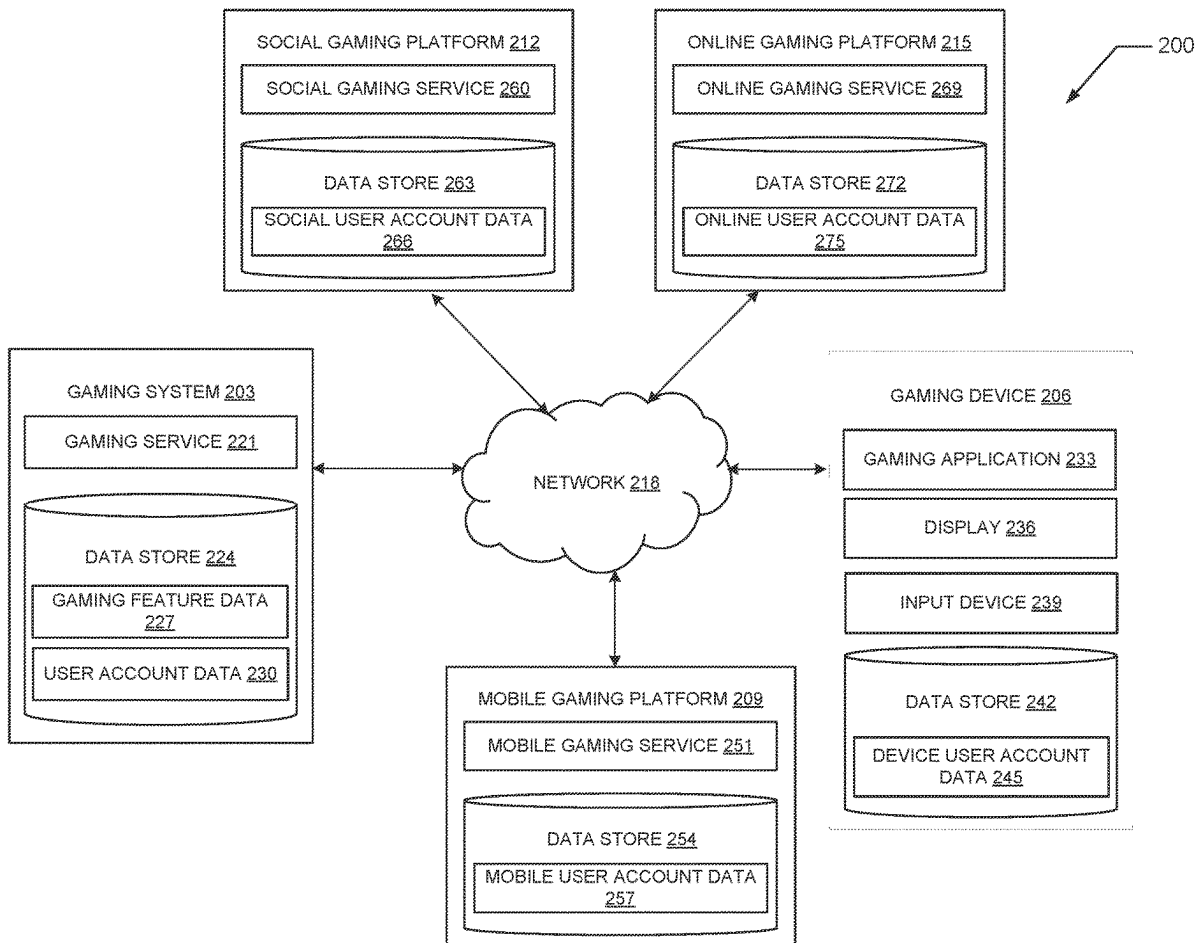 SOCIAL GAMING PLATFORM 212
SOCIAL GAMING SERVICE 260
DATA STORE 263
SOCIAL USER ACCOUNT DATA
266
ONLINE GAMING PLATFORM 215
ONLINE GAMING SERVICE 269
DATA STORE 272
ONLINE USER ACCOUNT DATA
275
200
GAMING SYSTEM 203
GAMING SERVICE 221
DATA STORE 224
GAMING FEATURE DATA
227
USER ACCOUNT DATA 230
NETWORK 218
GAMING DEVICE 206
GAMING APPLICATION 233
DISPLAY 236
INPUT DEVICE 239
DATA STORE 242
DEVICE USER ACCOUNT
DATA 245
MOBILE GAMING PLATFORM 209
MOBILE GAMING SERVICE 251
DATA STORE 254
MOBILE USER ACCOUNT DATA
257